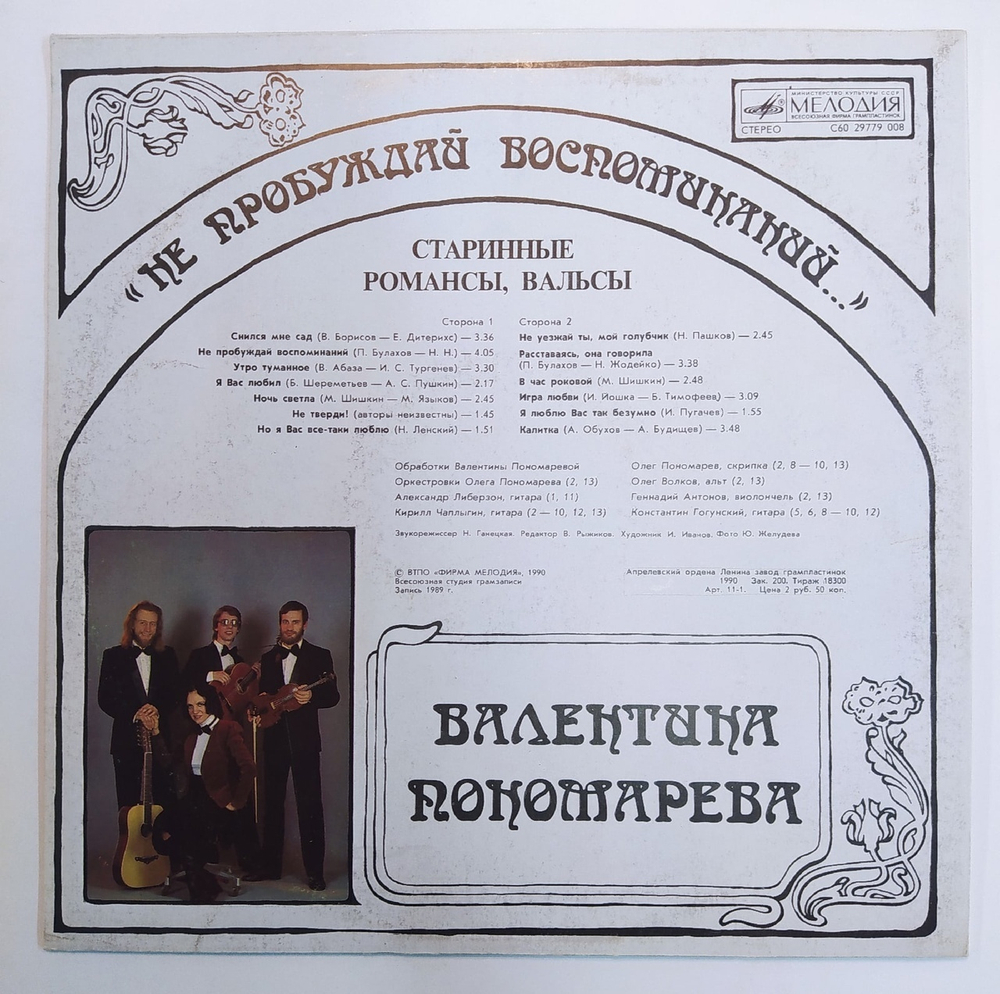 МИНИСТЕРСТВО КУЛЬТУРЫ СССР
МЕЛОДИЯ
ВСЕСОЮЗНАЯ ФИРМА ГРАМПЛАСТИНОК
СТЕРЕО С60 29779 008
«НЕ ПРОБУЖДАЙ ВОСПОМИНАНИЙ...»
СТАРИННЫЕ
РОМАНСЫ, ВАЛЬСЫ
Сторона 1
Снился мне сад (В. Борисов — Е. Дитерихс) — 3.36
Не пробуждай воспоминаний (П. Булахов — Н. Н.) — 4.05
Утро туманное (В. Абаза — И. С. Тургенев) — 3.30
Я Вас любил (Б. Шереметьев — А. С. Пушкин) — 2.17
Ночь светла (М. Шишкин — М. Языков) — 2.45
Не тверди! (авторы неизвестны) — 1.45
Но я Вас все-таки люблю (Н. Ленский) — 1.51
Сторона 2
Не уезжай ты, мой голубчик (Н. Пашков) — 2.45
Расставаясь, она говорила
(П. Булахов — Н. Жодейко) — 3.38
В час роковой (М. Шишкин) — 2.48
Игра любви (И. Йошка — Б. Тимофеев) — 3.09
Я люблю Вас так безумно (И. Пугачев) — 1.55
Калитка (А. Обухов — А. Будищев) — 3.48
Обработки Валентины Пономаревой
Оркестровки Олега Пономарева (2, 13)
Александр Либерзон, гитара (1, 11)
Кирилл Чаплыгин, гитара (2 — 10, 12, 13)
Олег Пономарев, скрипка (2, 8 — 10, 13)
Олег Волков, альт (2, 13)
Геннадий Антонов, виолончель (2, 13)
Константин Гогунский, гитара (5, 6, 8 — 10, 12)
Звукорежиссер Н. Ганецкая. Редактор В. Рыжиков. Художник И. Иванов. Фото Ю. Желудева
© ВТПО «ФИРМА МЕЛОДИЯ», 1990
Всесоюзная студия грамзаписи
Запись 1989 г.
Апрелевский ордена Ленина завод грампластинок
1990 Зак. 200. Тираж 18300
Арт. 11-1. Цена 2 руб. 50 коп.
ВАЛЕНТИНА
ПОНОМАРЕВА